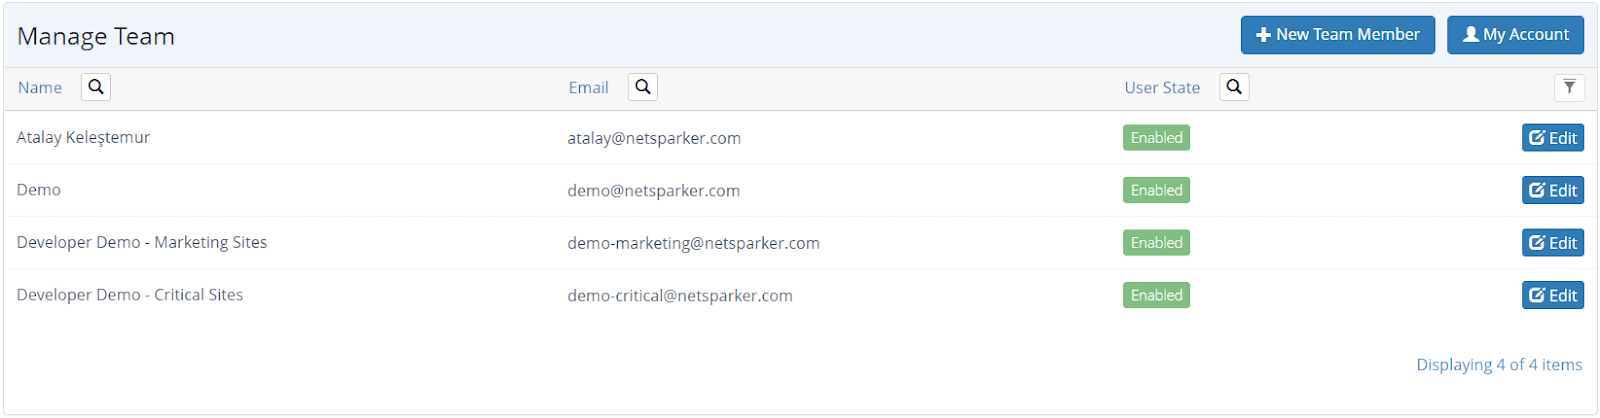 Manage Team
New Team Member
My Account
Name
Email
User State
Atalay Keleştemur atalay@netsparker.com Enabled Edit
Demo demo@netsparker.com Enabled Edit
Developer Demo - Marketing Sites demo-marketing@netsparker.com Enabled Edit
Developer Demo - Critical Sites demo-critical@netsparker.com Enabled Edit
Displaying 4 of 4 items